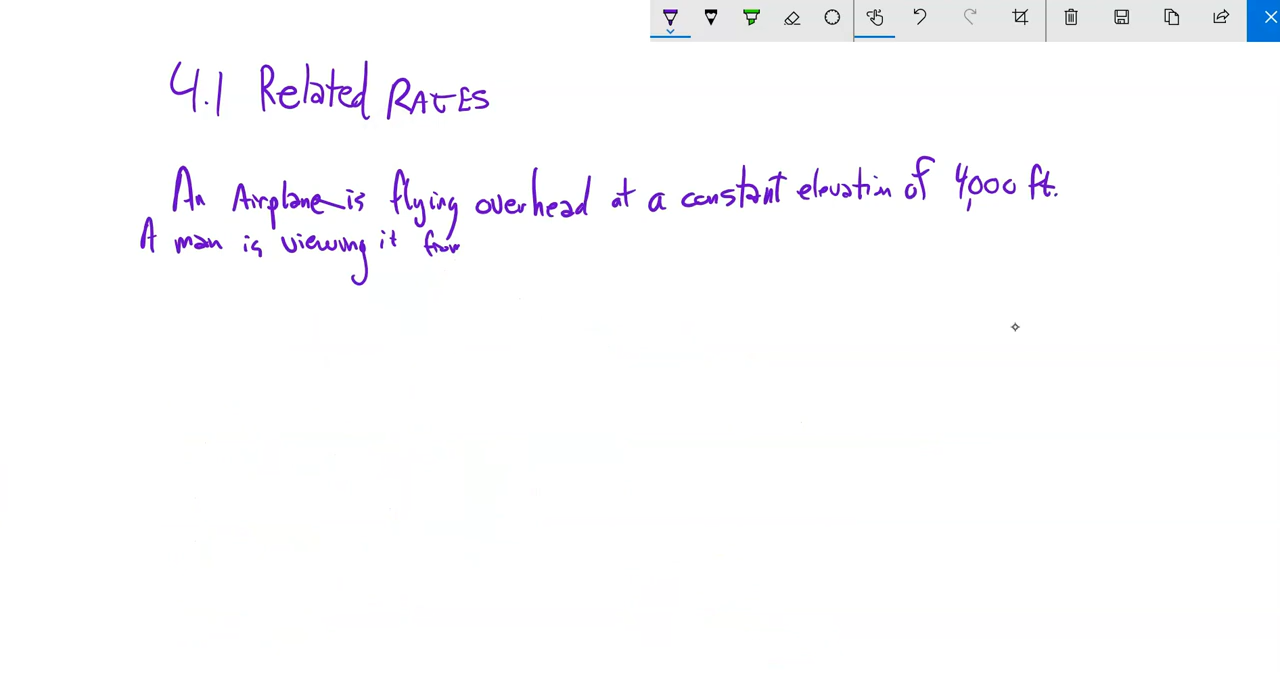 4.1 Related RATES
An Airplane is flying overhead at a constant elevation of 4,000 ft.
A man is viewing it from